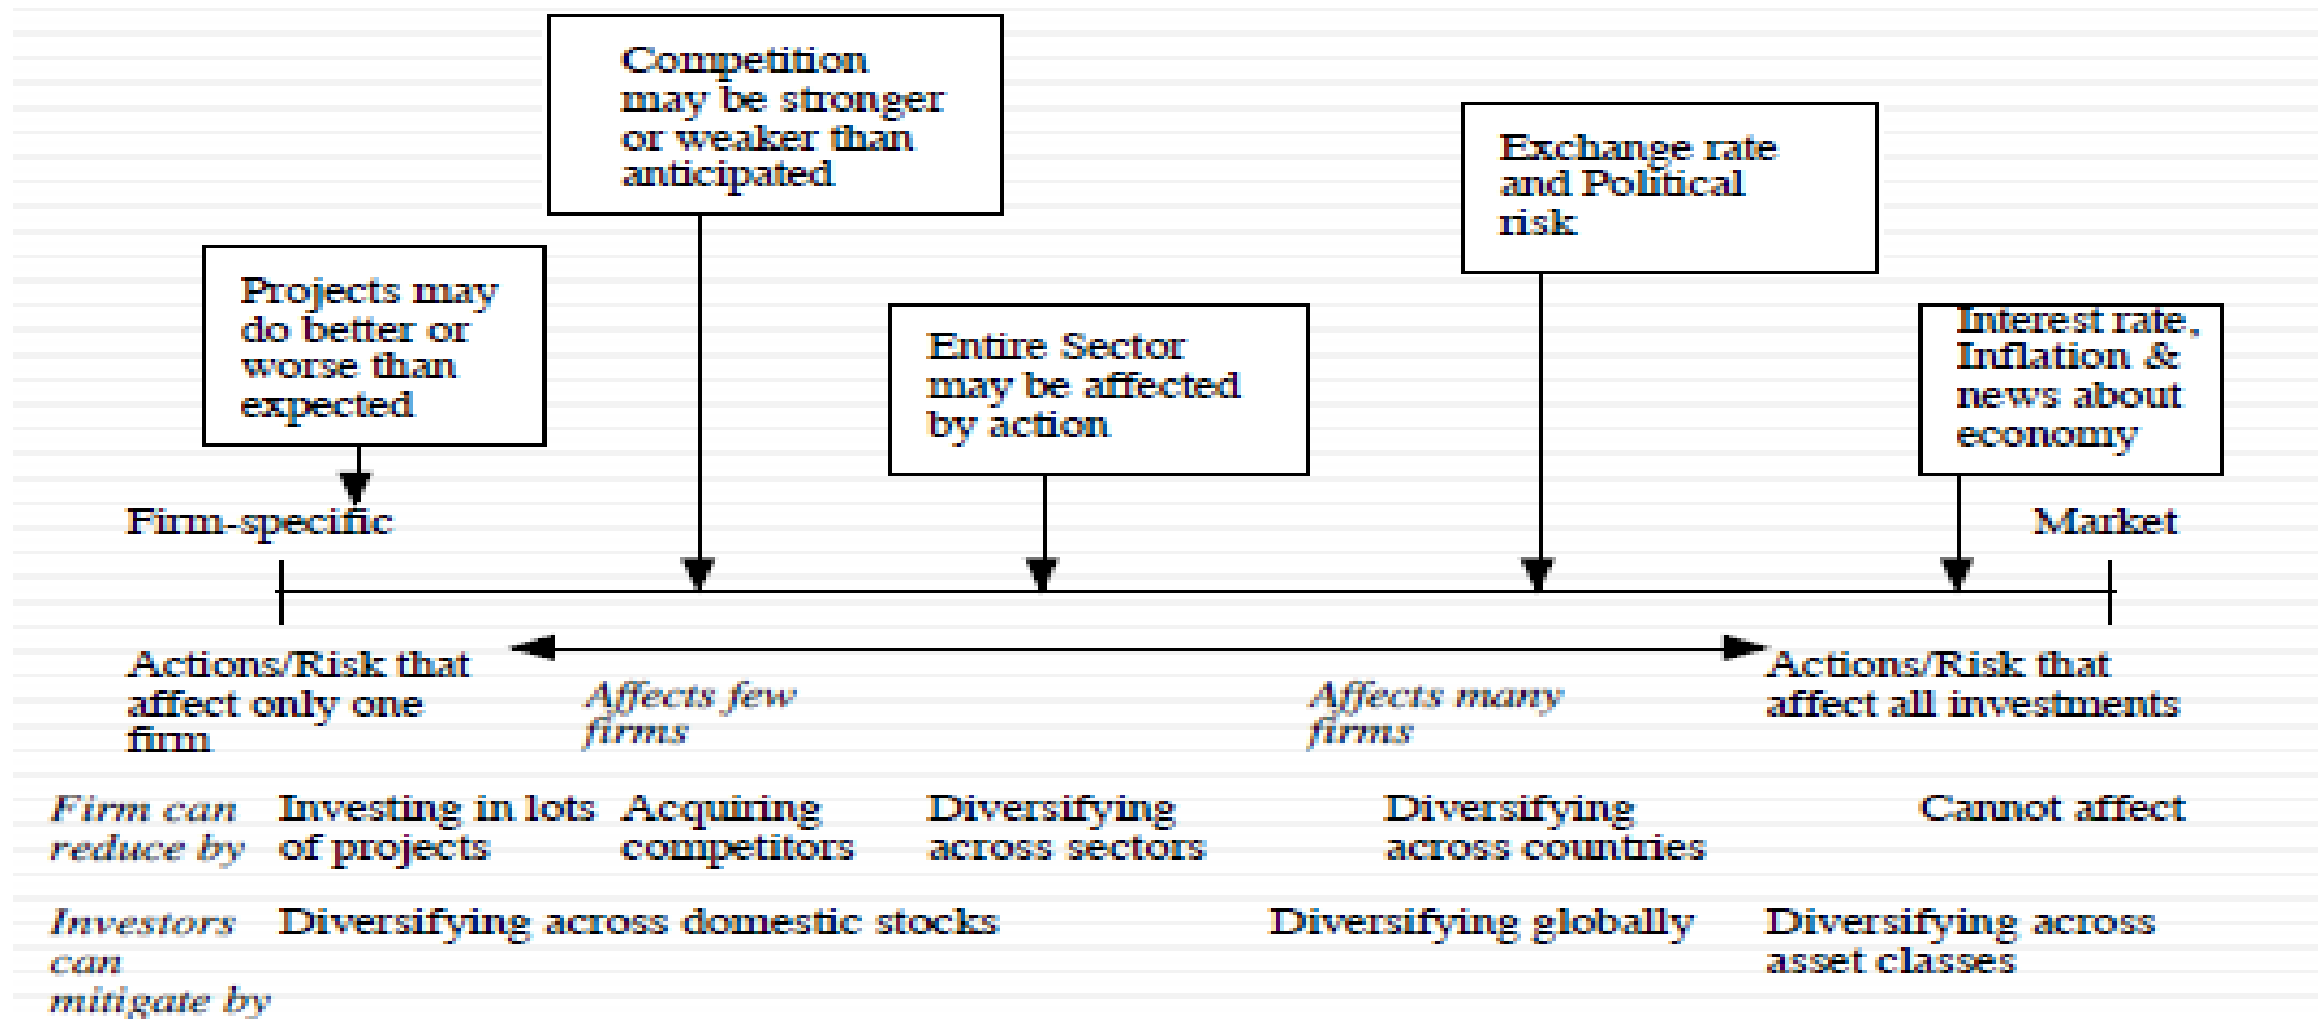 Competition
may be stronger
or weaker than
anticipated
Exchange rate
and Political
risk
Projects may
do better or
worse than
expected
Entire Sector
may be affected
by action
Interest rate,
Inflation &
news about
economy
Firm-specific
Market
Actions/Risk that
affect only one
firm
Affects few
firms
Affects many
firms
Actions/Risk that
affect all investments
Firm can
reduce by
Investing in lots
of projects
Acquiring
competitors
Diversifying
across sectors
Diversifying
across countries
Cannot affect
Investors
can
mitigate by
Diversifying across domestic stocks
Diversifying globally
Diversifying across
asset classes